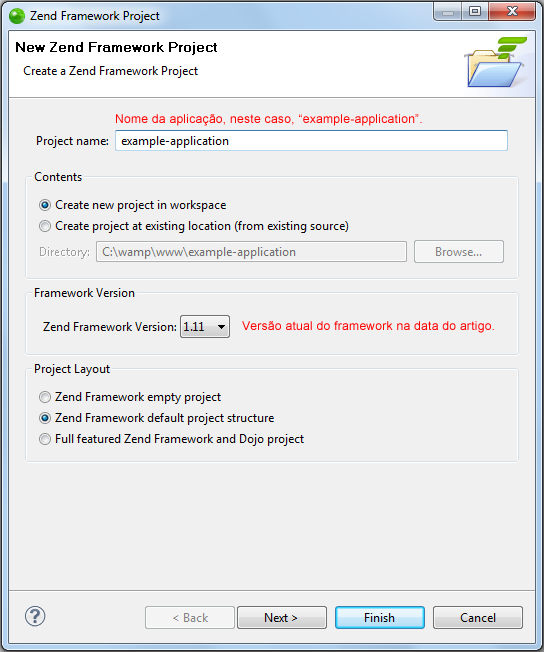 Zend Framework Project
New Zend Framework Project
Create a Zend Framework Project
Nome da aplicação, neste caso, “example-application”.
Project name: example-application
Contents
Create new project in workspace
Create project at existing location (from existing source)
Directory: C:\wamp\www\example-application Browse...
Framework Version
Zend Framework Version: 1.11 Versão atual do framework na data do artigo.
Project Layout
Zend Framework empty project
Zend Framework default project structure
Full featured Zend Framework and Dojo project
? < Back Next > Finish Cancel